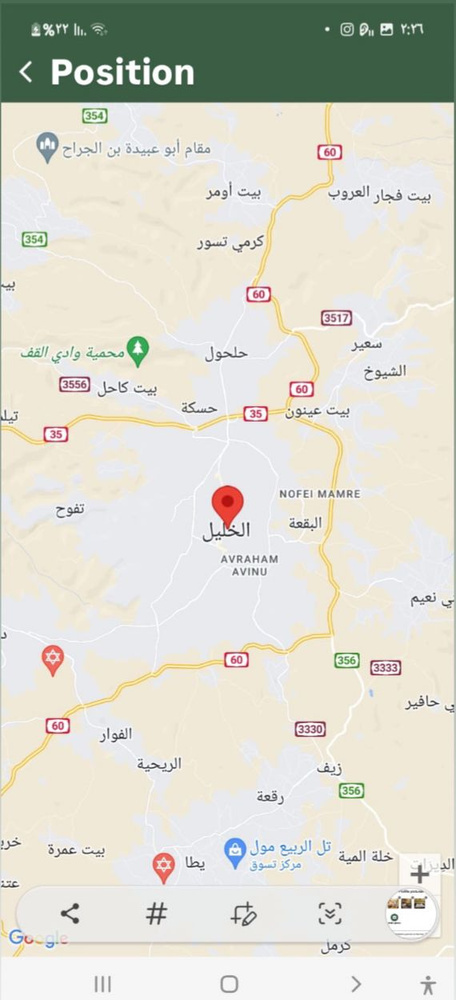 %٢٢
٢:٢٦
Position
354
مقام أبو عبيدة بن الجراح
60
بيت أومر
العروب
بيت فجار
354
كرمي تسور
60
3517
سعير
محمية وادي القف
حلحول
الشيوخ
3556
بيت كاحل
60
حسكة
35
بيت عينون
35
NOFEI MAMRE
تفوح
الخليل
البقعة
AVRAHAM
AVINU
ي نعيم
60
356
3333
ي حافير
60
الفوار
3330
الريحية
زيف
356
رقعة
بيت عمرة
يطا
تل الربيع مول
مركز تسوق
خلة المية
الديرات
Google
كرمل